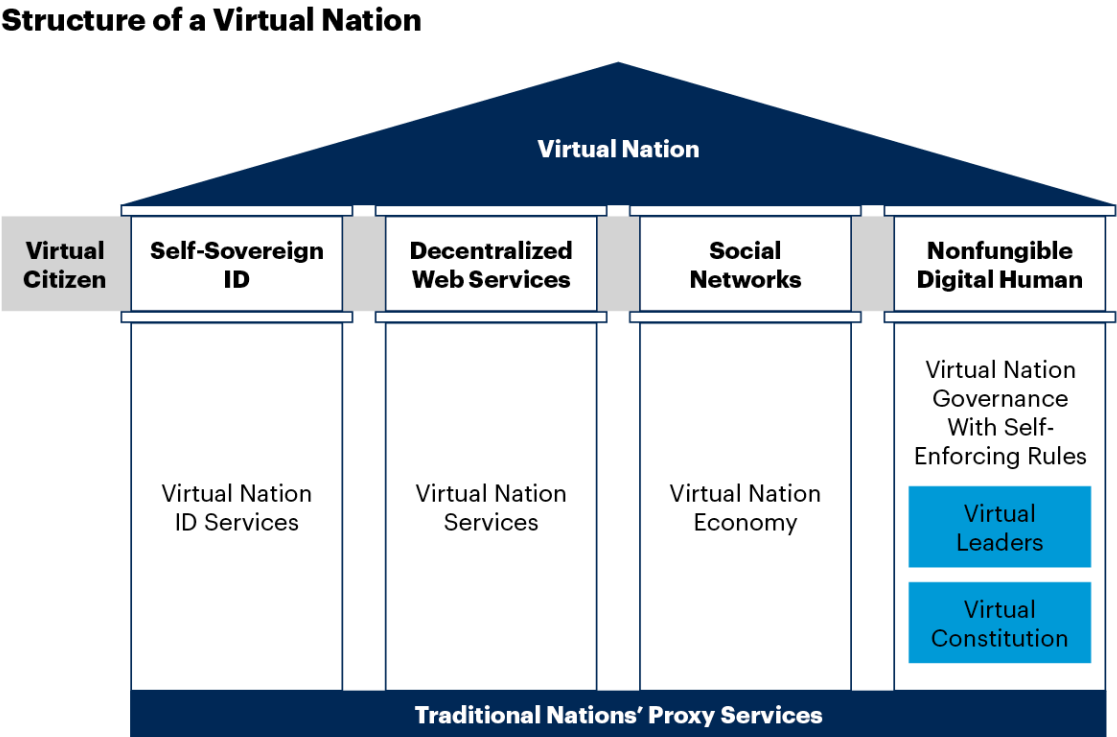 Structure of a Virtual Nation
Virtual Nation
Virtual
Citizen
Self-Sovereign
ID
Decentralized
Web Services
Social
Networks
Nonfungible
Digital Human
Virtual Nation
ID Services
Virtual Nation
Services
Virtual Nation
Economy
Virtual Nation
Governance
With Self-
Enforcing Rules
Virtual
Leaders
Virtual
Constitution
Traditional Nations’ Proxy Services